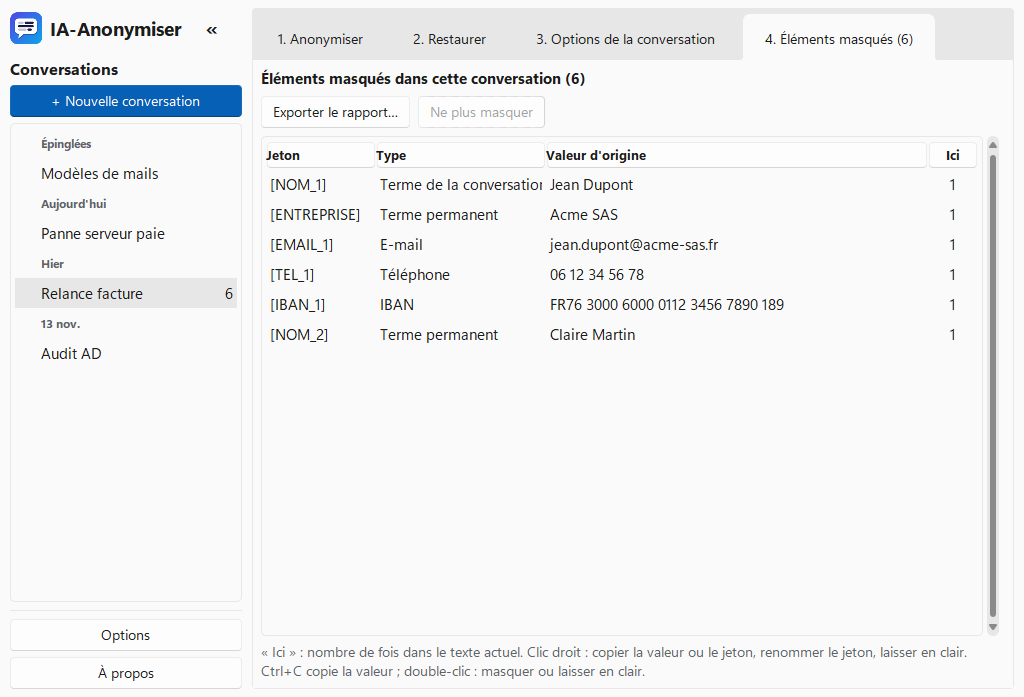 IA-Anonymiser «
Conversations
+ Nouvelle conversation
Épinglées
Modèles de mails
Aujourd'hui
Panne serveur paie
Hier
Relance facture 6
13 nov.
Audit AD
Options
À propos
1. Anonymiser 2. Restaurer 3. Options de la conversation 4. Éléments masqués (6)
Éléments masqués dans cette conversation (6)
Exporter le rapport... Ne plus masquer
Jeton Type Valeur d'origine Ici
[NOM_1] Terme de la conversation Jean Dupont 1
[ENTREPRISE] Terme permanent Acme SAS 1
[EMAIL_1] E-mail jean.dupont@acme-sas.fr 1
[TEL_1] Téléphone 06 12 34 56 78 1
[IBAN_1] IBAN FR76 3000 6000 0112 3456 7890 189 1
[NOM_2] Terme permanent Claire Martin 1
« Ici » : nombre de fois dans le texte actuel. Clic droit : copier la valeur ou le jeton, renommer le jeton, laisser en clair.
Ctrl+C copie la valeur ; double-clic : masquer ou laisser en clair.